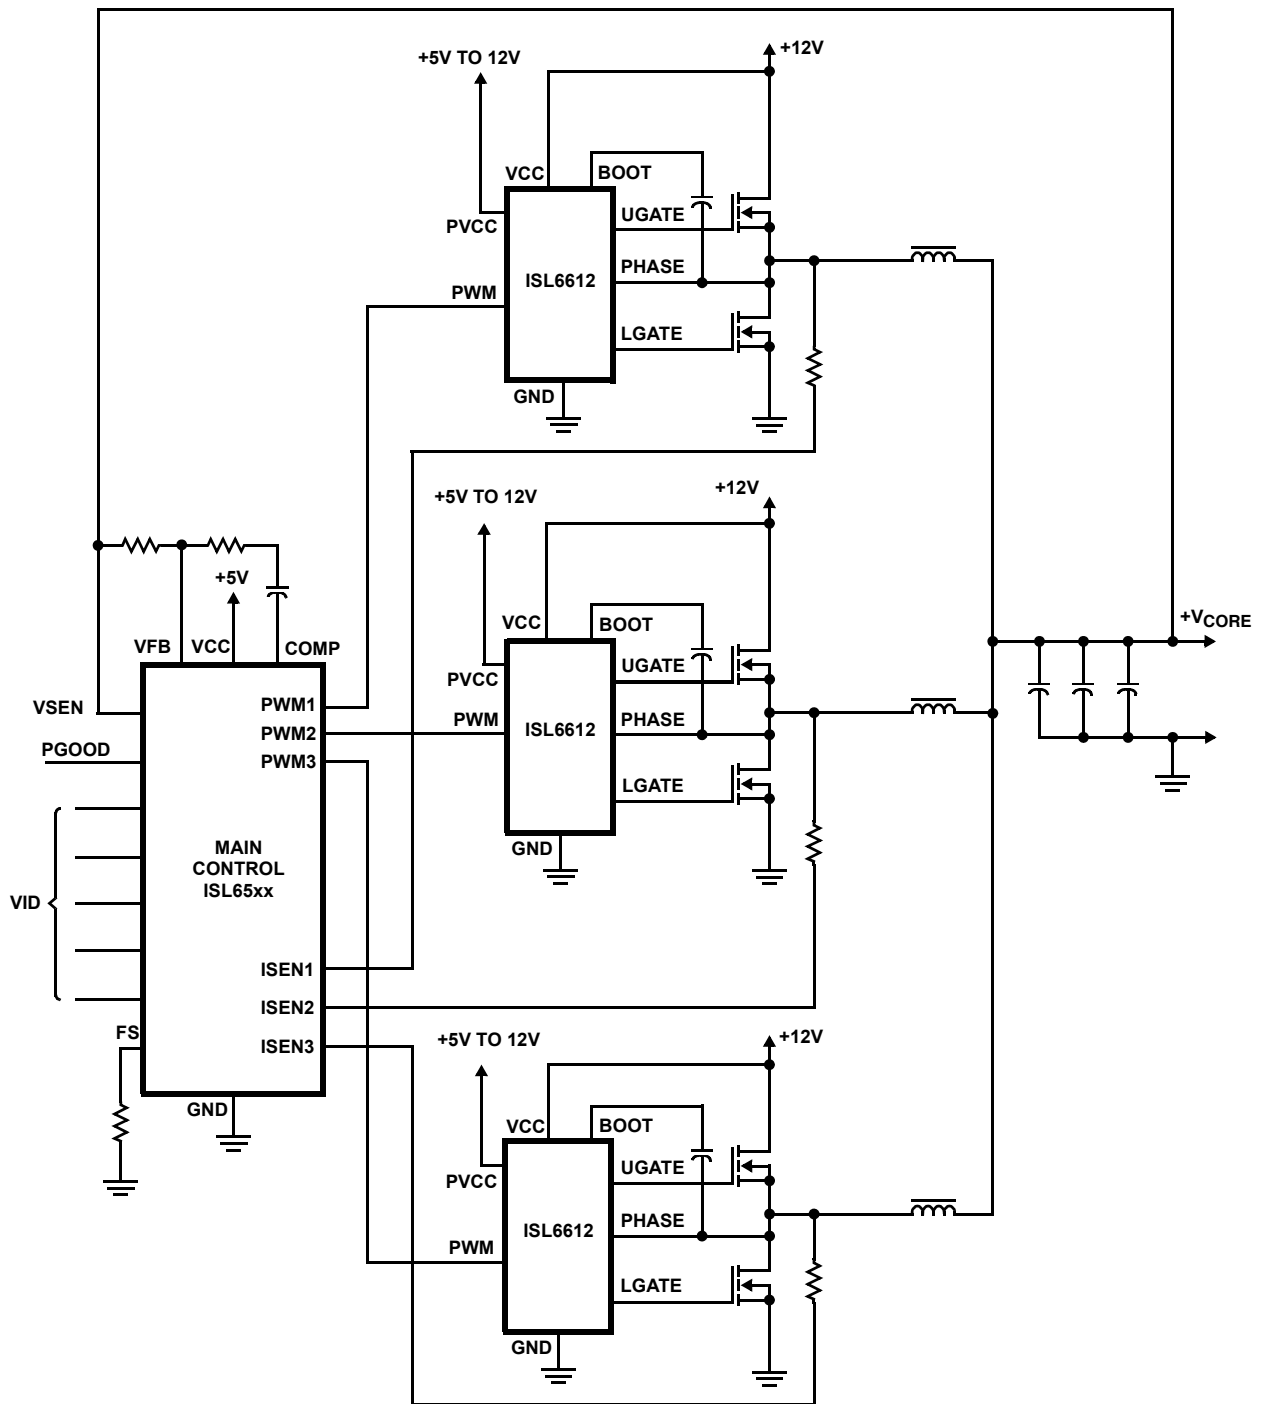 +5V TO 12V
+12V
VCC
BOOT
PVCC
UGATE
ISL6612
PHASE
PWM
LGATE
GND
+5V TO 12V
+12V
VCC
BOOT
PVCC
UGATE
PWM
ISL6612
PHASE
LGATE
GND
+VCORE
+5V
VFB
VCC
COMP
VSEN
PWM1
PWM2
PGOOD
PWM3
MAIN
CONTROL
ISL65xx
VID
ISEN1
ISEN2
FS
ISEN3
GND
+5V TO 12V
+12V
VCC
BOOT
PVCC
UGATE
ISL6612
PHASE
PWM
LGATE
GND